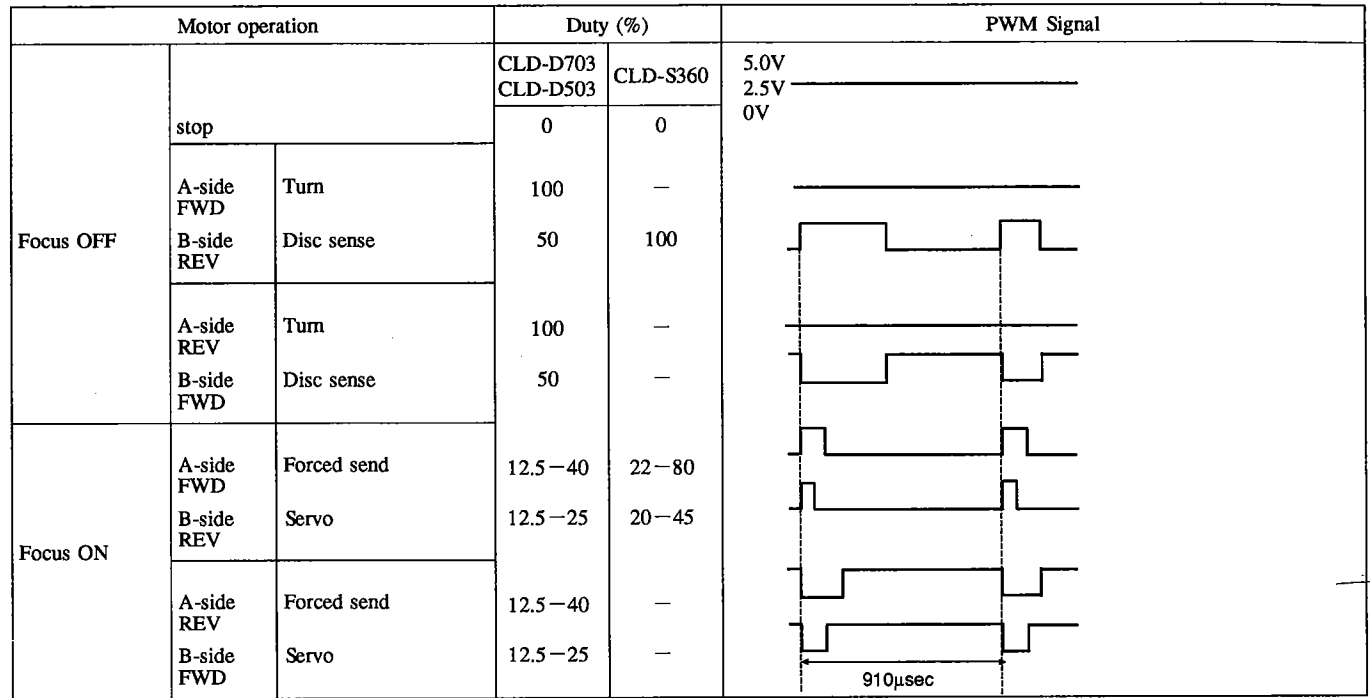 Motor operation Duty (%) PWM Signal
CLD-D703 CLD-S360 5.0V
CLD-D503 2.5V
0V
stop 0 0
A-side Turn 100 —
FWD
Focus OFF B-side Disc sense 50 100
REV
A-side Turn 100 —
REV
B-side Disc sense 50 —
FWD
A-side Forced send 12.5—40 22—80
FWD
B-side Servo 12.5—25 20—45
REV
Focus ON
A-side Forced send 12.5—40 —
REV
B-side Servo 12.5—25 —
FWD
910μsec